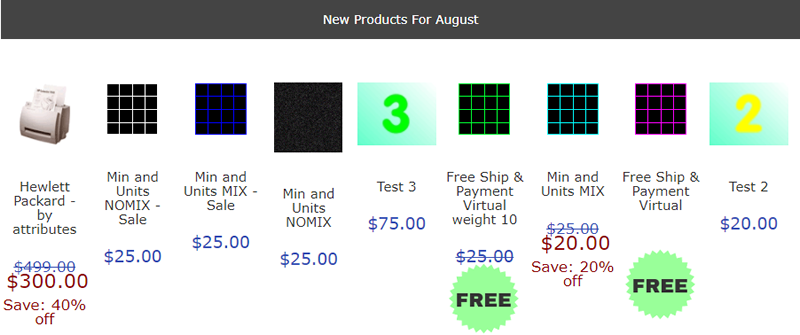 New Products For August
3
2
Hewlett
Packard -
by
attributes
$499.00
$300.00
Save: 40%
off
Min and
Units
NOMIX -
Sale
$25.00
Min and
Units MIX -
Sale
$25.00
Min and
Units
NOMIX
$25.00
Test 3
$75.00
Free Ship &
Payment
Virtual
weight 10
$25.00
FREE
Min and
Units MIX
$25.00
$20.00
Save: 20%
off
Free Ship &
Payment
Virtual
FREE
Test 2
$20.00